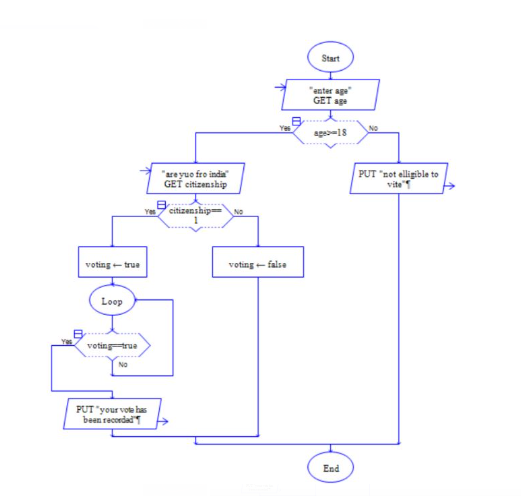 Start
"enter age"
GET age
Yes
age>=18
No
"are yuo fro india"
GET citizenship
PUT "not elligible to
vite"¶
Yes
citizenship==
1
No
voting ← true
voting ← false
Loop
Yes
voting==true
No
PUT "your vote has
been recorded"¶
End